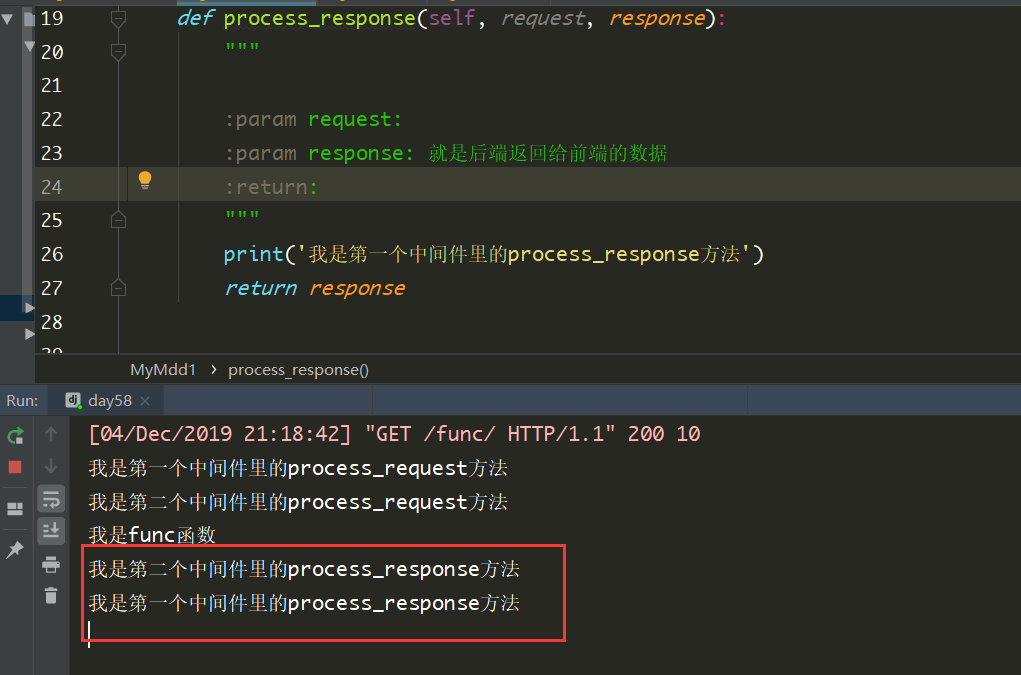 19 def process_response(self, request, response):
20 """
21
22 :param request:
23 :param response: 就是后端返回给前端的数据
24 :return:
25 """
26 print('我是第一个中间件里的process_response方法')
27 return response
28
MyMdd1 › process_response()
Run: day58 ×
[04/Dec/2019 21:18:42] "GET /func/ HTTP/1.1" 200 10
我是第一个中间件里的process_request方法
我是第二个中间件里的process_request方法
我是func函数
我是第二个中间件里的process_response方法
我是第一个中间件里的process_response方法